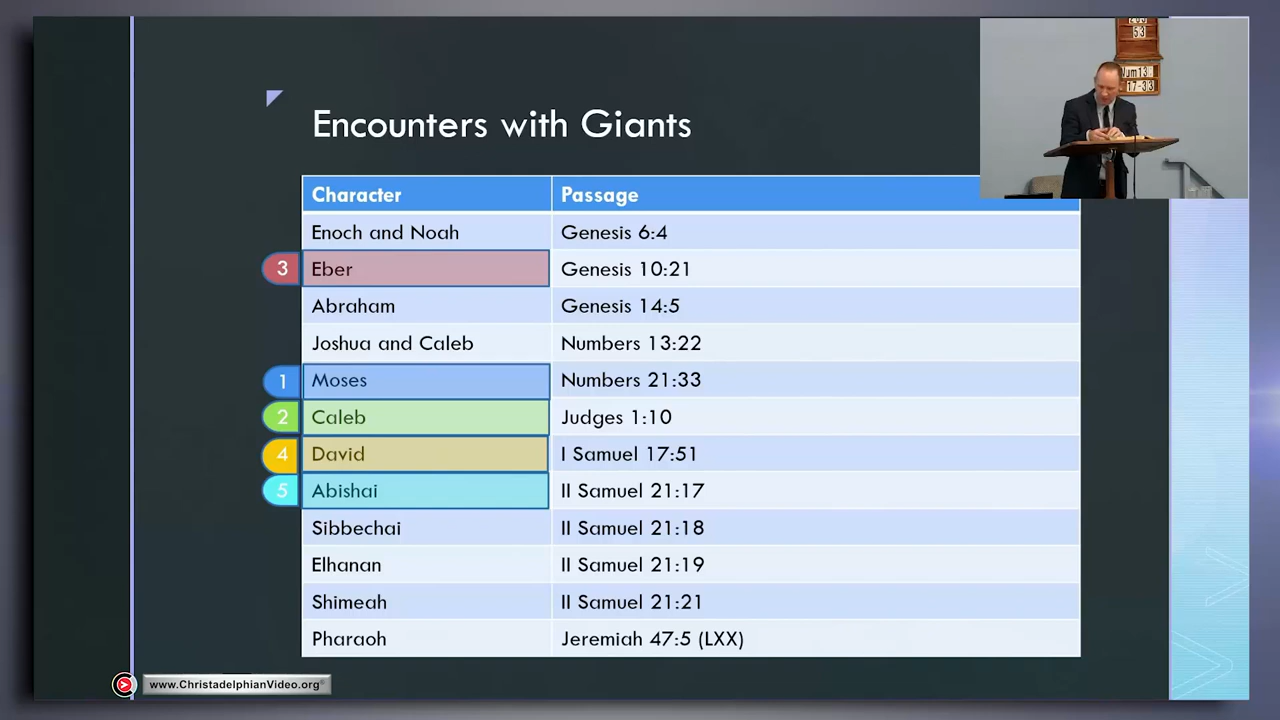 Encounters with Giants
Character Passage
Enoch and Noah Genesis 6:4
3 Eber Genesis 10:21
Abraham Genesis 14:5
Joshua and Caleb Numbers 13:22
1 Moses Numbers 21:33
2 Caleb Judges 1:10
4 David I Samuel 17:51
5 Abishai II Samuel 21:17
Sibbechai II Samuel 21:18
Elhanan II Samuel 21:19
Shimeah II Samuel 21:21
Pharaoh Jeremiah 47:5 (LXX)
53
17-33
www.ChristadelphianVideo.org